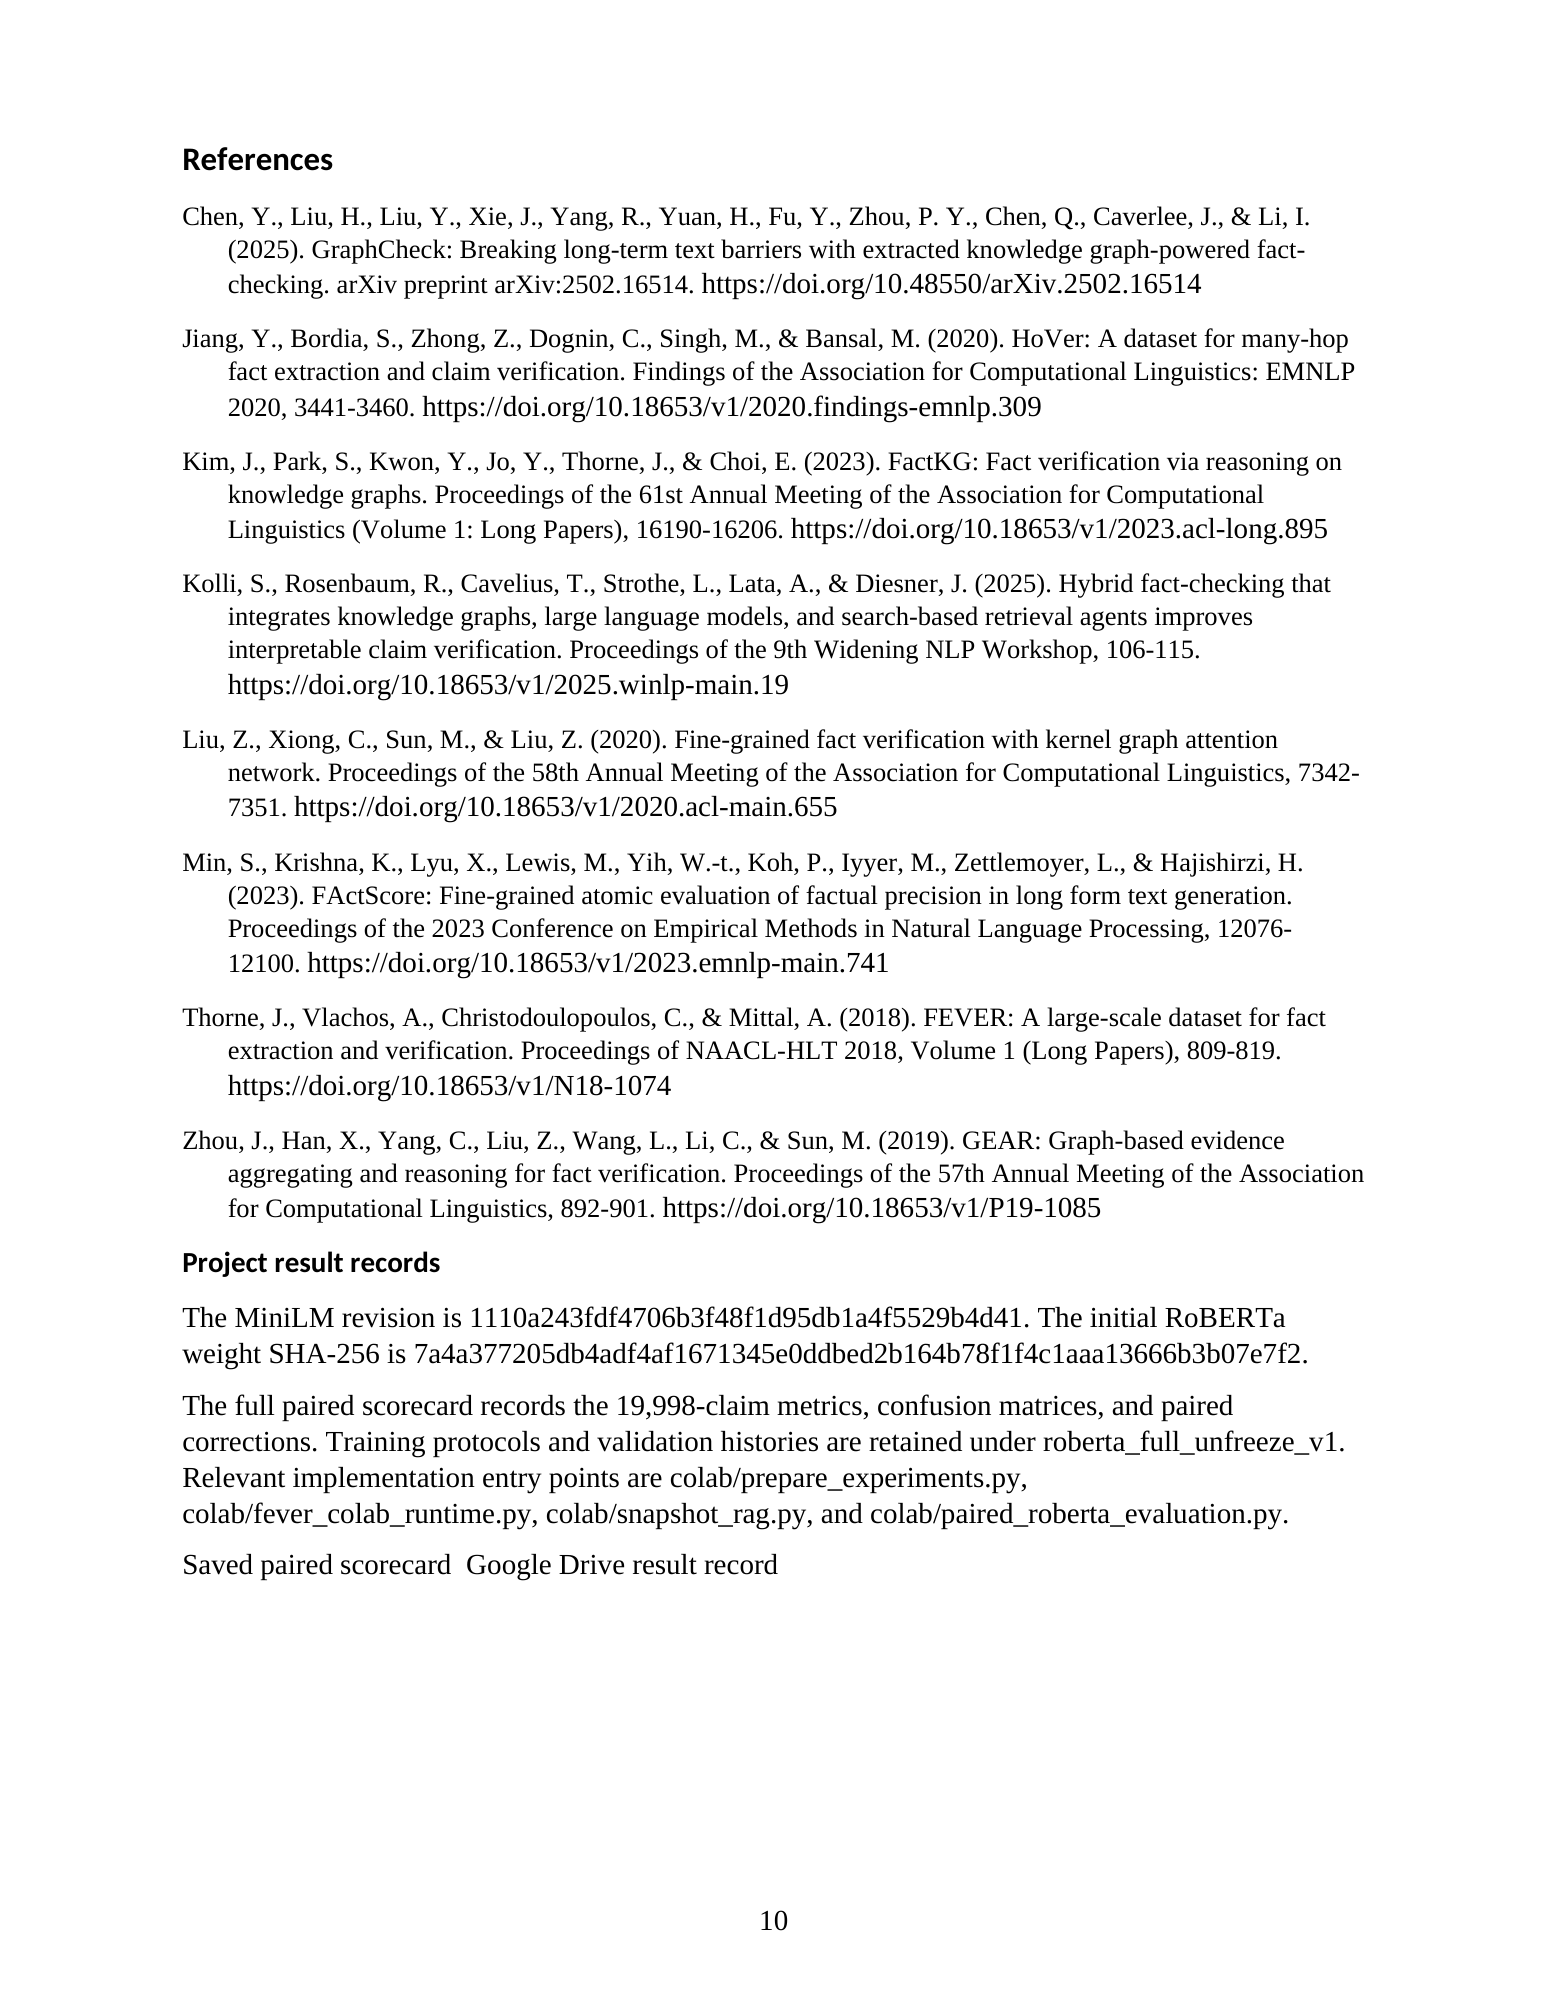 References
Chen, Y., Liu, H., Liu, Y., Xie, J., Yang, R., Yuan, H., Fu, Y., Zhou, P. Y., Chen, Q., Caverlee, J., & Li, I.
(2025). GraphCheck: Breaking long-term text barriers with extracted knowledge graph-powered fact-
checking. arXiv preprint arXiv:2502.16514. https://doi.org/10.48550/arXiv.2502.16514
Jiang, Y., Bordia, S., Zhong, Z., Dognin, C., Singh, M., & Bansal, M. (2020). HoVer: A dataset for many-hop
fact extraction and claim verification. Findings of the Association for Computational Linguistics: EMNLP
2020, 3441-3460. https://doi.org/10.18653/v1/2020.findings-emnlp.309
Kim, J., Park, S., Kwon, Y., Jo, Y., Thorne, J., & Choi, E. (2023). FactKG: Fact verification via reasoning on
knowledge graphs. Proceedings of the 61st Annual Meeting of the Association for Computational
Linguistics (Volume 1: Long Papers), 16190-16206. https://doi.org/10.18653/v1/2023.acl-long.895
Kolli, S., Rosenbaum, R., Cavelius, T., Strothe, L., Lata, A., & Diesner, J. (2025). Hybrid fact-checking that
integrates knowledge graphs, large language models, and search-based retrieval agents improves
interpretable claim verification. Proceedings of the 9th Widening NLP Workshop, 106-115.
https://doi.org/10.18653/v1/2025.winlp-main.19
Liu, Z., Xiong, C., Sun, M., & Liu, Z. (2020). Fine-grained fact verification with kernel graph attention
network. Proceedings of the 58th Annual Meeting of the Association for Computational Linguistics, 7342-
7351. https://doi.org/10.18653/v1/2020.acl-main.655
Min, S., Krishna, K., Lyu, X., Lewis, M., Yih, W.-t., Koh, P., Iyyer, M., Zettlemoyer, L., & Hajishirzi, H.
(2023). FActScore: Fine-grained atomic evaluation of factual precision in long form text generation.
Proceedings of the 2023 Conference on Empirical Methods in Natural Language Processing, 12076-
12100. https://doi.org/10.18653/v1/2023.emnlp-main.741
Thorne, J., Vlachos, A., Christodoulopoulos, C., & Mittal, A. (2018). FEVER: A large-scale dataset for fact
extraction and verification. Proceedings of NAACL-HLT 2018, Volume 1 (Long Papers), 809-819.
https://doi.org/10.18653/v1/N18-1074
Zhou, J., Han, X., Yang, C., Liu, Z., Wang, L., Li, C., & Sun, M. (2019). GEAR: Graph-based evidence
aggregating and reasoning for fact verification. Proceedings of the 57th Annual Meeting of the Association
for Computational Linguistics, 892-901. https://doi.org/10.18653/v1/P19-1085
Project result records
The MiniLM revision is 1110a243fdf4706b3f48f1d95db1a4f5529b4d41. The initial RoBERTa
weight SHA-256 is 7a4a377205db4adf4af1671345e0ddbed2b164b78f1f4c1aaa13666b3b07e7f2.
The full paired scorecard records the 19,998-claim metrics, confusion matrices, and paired
corrections. Training protocols and validation histories are retained under roberta_full_unfreeze_v1.
Relevant implementation entry points are colab/prepare_experiments.py,
colab/fever_colab_runtime.py, colab/snapshot_rag.py, and colab/paired_roberta_evaluation.py.
Saved paired scorecard  Google Drive result record
10